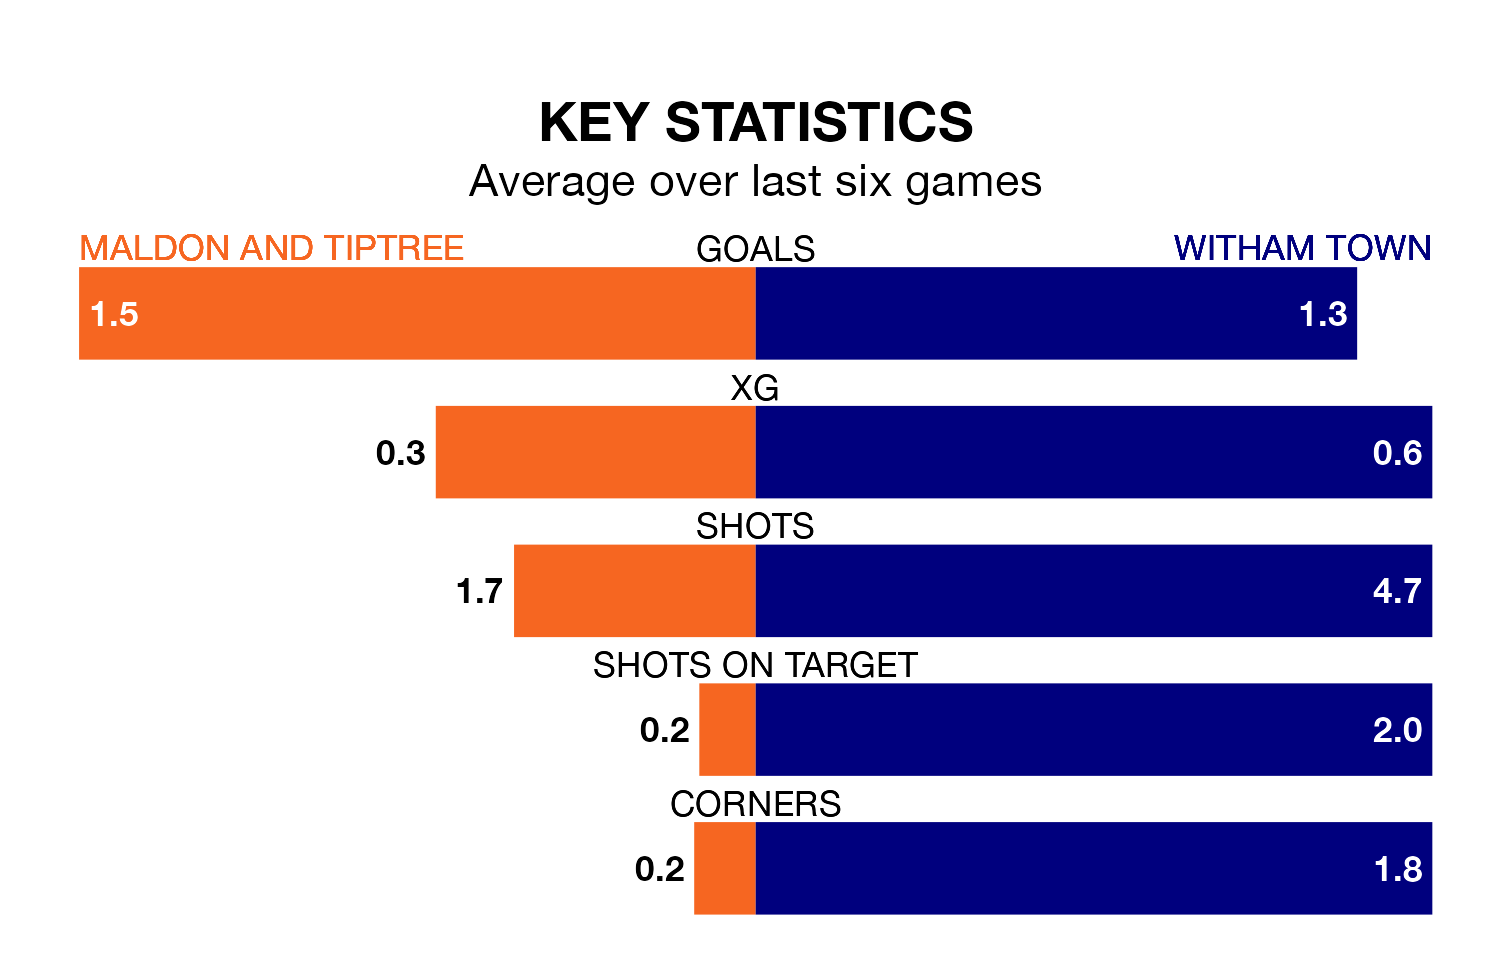 KEY STATISTICS
Average over last six games
MALDON AND TIPTREE GOALS WITHAM TOWN
1.5 1.3
XG
0.3 0.6
SHOTS
1.7 4.7
SHOTS ON TARGET
0.2 2.0
CORNERS
0.2 1.8